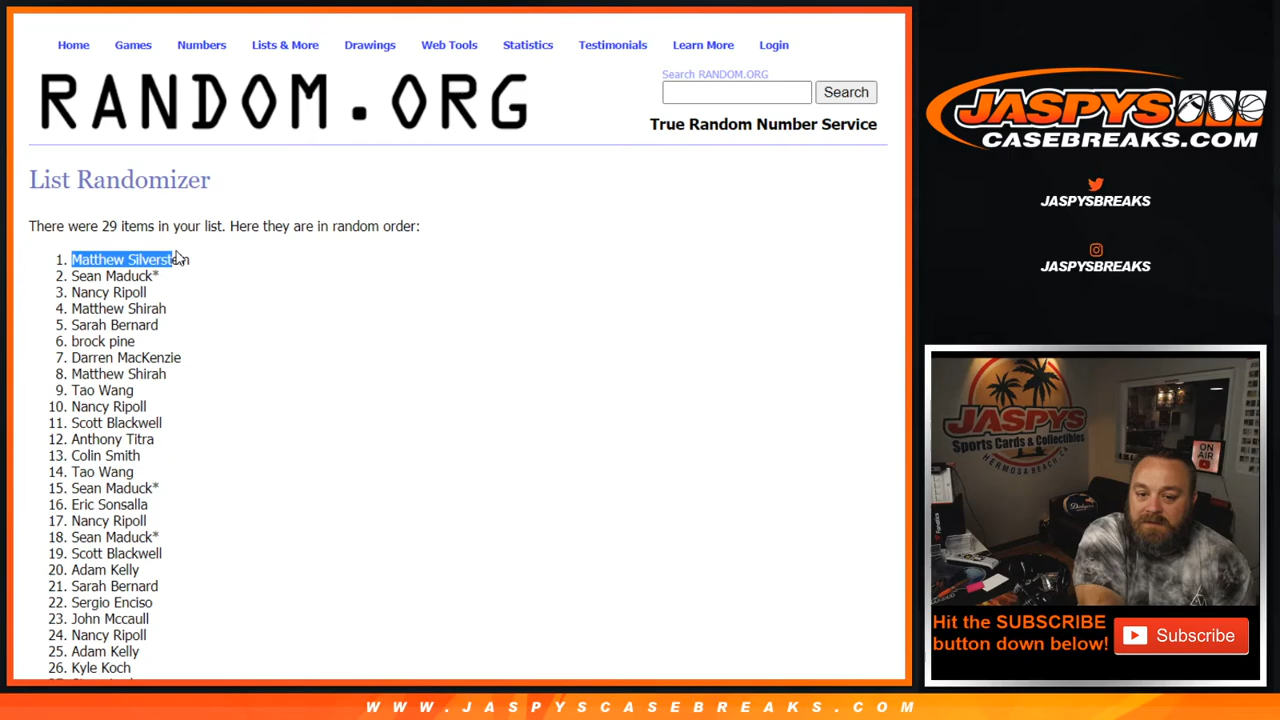 Home Games Numbers Lists & More Drawings Web Tools Statistics Testimonials Learn More Login
RANDOM.ORG
Search RANDOM.ORG
Search
True Random Number Service
List Randomizer
There were 29 items in your list. Here they are in random order:
1. Matthew Silverstein
2. Sean Maduck*
3. Nancy Ripoll
4. Matthew Shirah
5. Sarah Bernard
6. brock pine
7. Darren MacKenzie
8. Matthew Shirah
9. Tao Wang
10. Nancy Ripoll
11. Scott Blackwell
12. Anthony Titra
13. Colin Smith
14. Tao Wang
15. Sean Maduck*
16. Eric Sonsalla
17. Nancy Ripoll
18. Sean Maduck*
19. Scott Blackwell
20. Adam Kelly
21. Sarah Bernard
22. Sergio Enciso
23. John Mccaull
24. Nancy Ripoll
25. Adam Kelly
26. Kyle Koch
JASPYS
CASEBREAKS.COM
JASPYSBREAKS
JASPYSBREAKS
JASPYS
Sports Cards & Collectibles
HERMOSA BEACH, CA
ON AIR
Dodgers
Fanatics
Hit the SUBSCRIBE
button down below!
Subscribe
WWW.JASPYSCASEBREAKS.COM